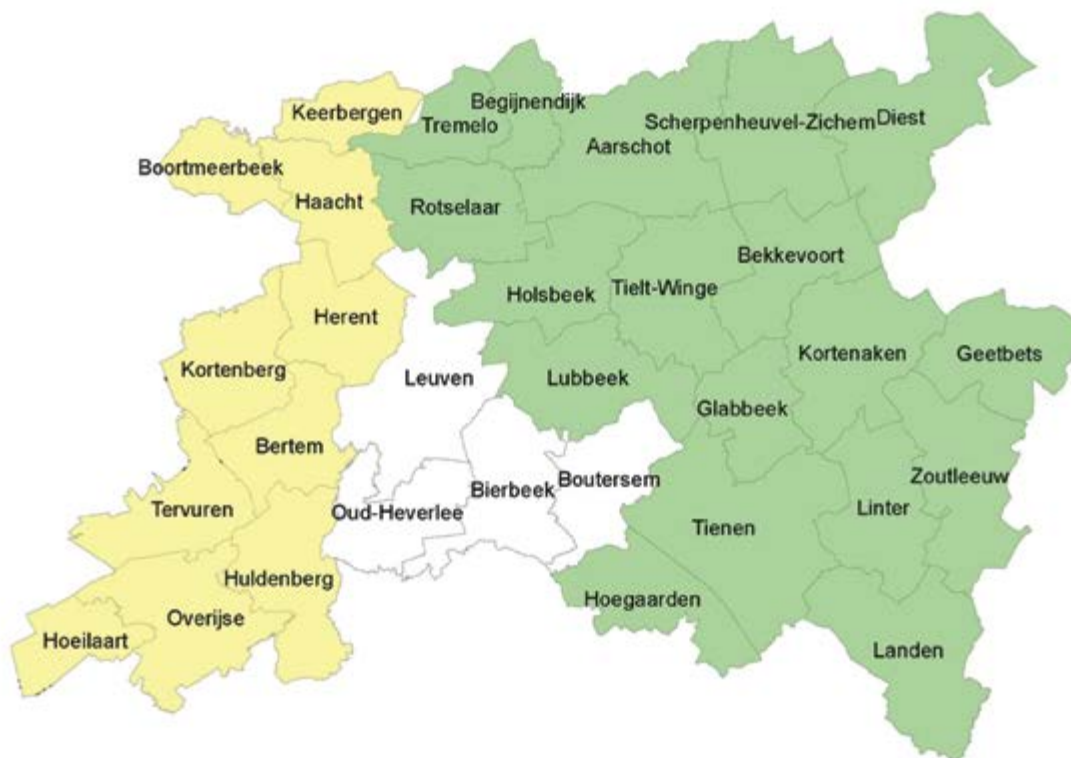 Keerbergen
Begijnendijk
Tremelo
Scherpenheuvel-Zichem
Diest
Aarschot
Boortmeerbeek
Haacht
Rotselaar
Bekkevoort
Holsbeek
Tielt-Winge
Herent
Kortenaken
Geetbets
Kortenberg
Leuven
Lubbeek
Glabbeek
Bertem
Zoutleeuw
Boutersem
Bierbeek
Tervuren
Oud-Heverlee
Linter
Tienen
Huldenberg
Hoegaarden
Overijse
Hoeilaart
Landen